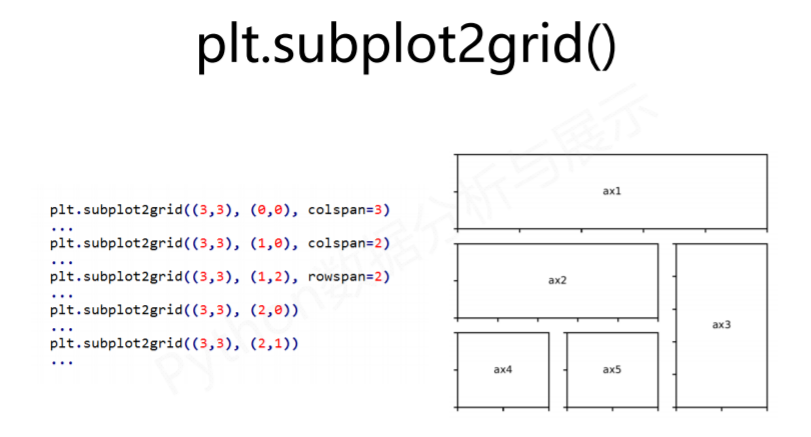 plt.subplot2grid()
plt.subplot2grid((3,3), (0,0), colspan=3)
...
plt.subplot2grid((3,3), (1,0), colspan=2)
...
plt.subplot2grid((3,3), (1,2), rowspan=2)
...
plt.subplot2grid((3,3), (2,0))
...
plt.subplot2grid((3,3), (2,1))
...
ax1
ax2
ax3
ax4
ax5
Python数据分析与展示